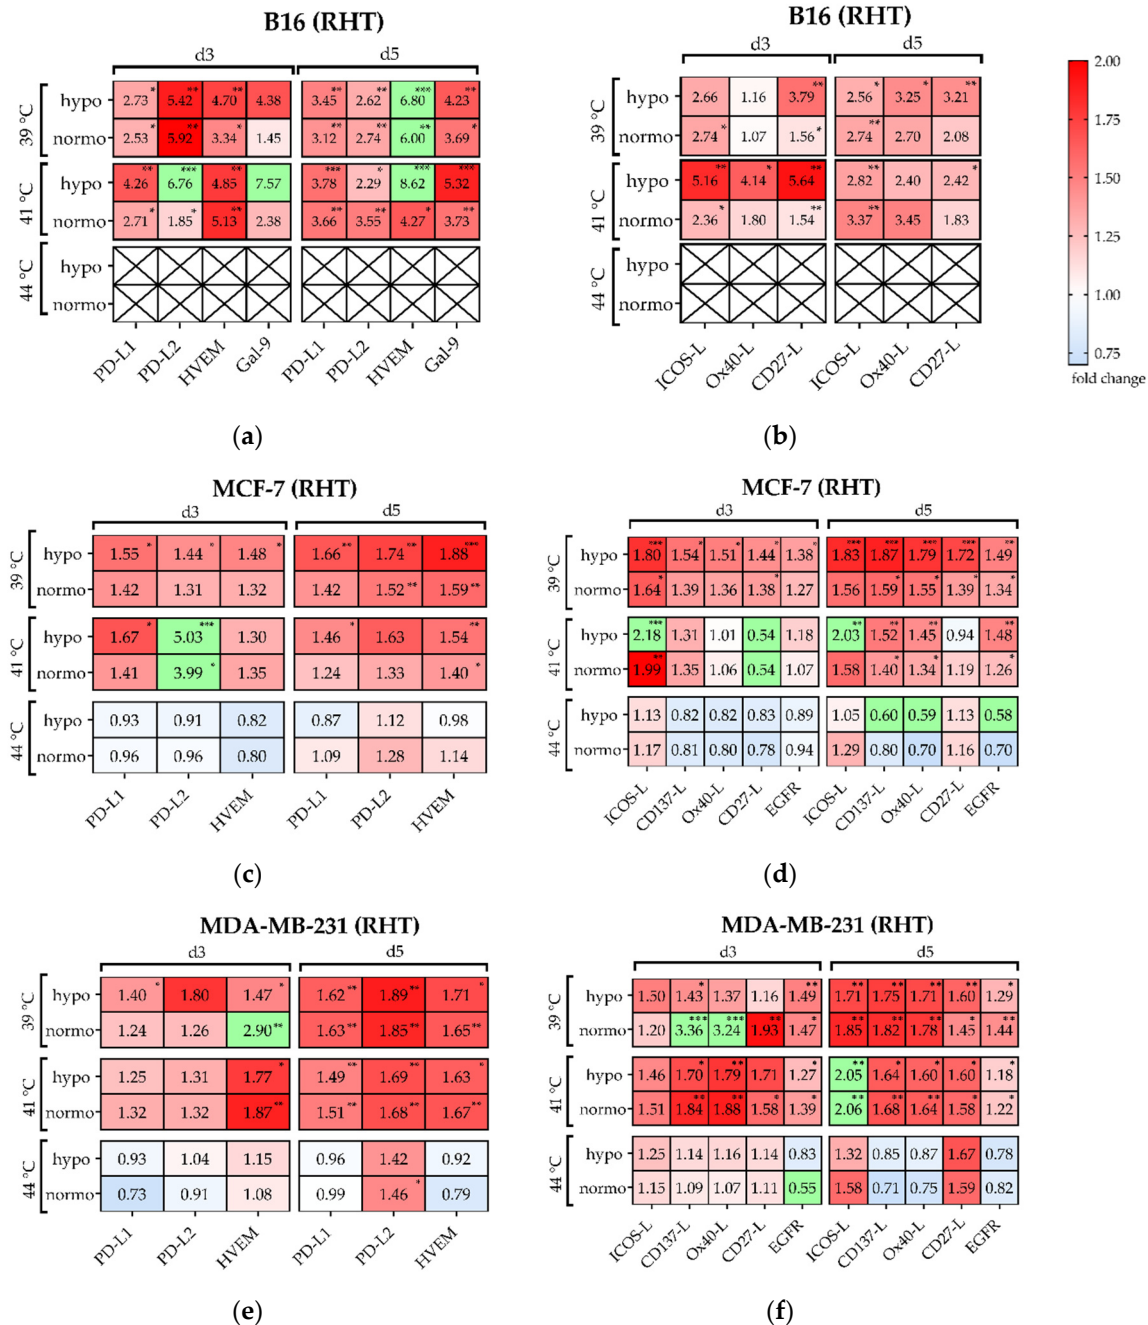 B16 (RHT)
d3 d5
39 °C
hypo 2.73* 5.42** 4.70** 4.38 3.45** 2.62** 6.80*** 4.23**
normo 2.53* 5.92** 3.34* 1.45 3.12** 2.74** 6.00*** 3.69*
41 °C
hypo 4.26** 6.76*** 4.85** 7.57 3.78*** 2.29* 8.62*** 5.32***
normo 2.71* 1.85* 5.13** 2.38 3.66** 3.55** 4.27* 3.73**
44 °C
hypo
normo
PD-L1 PD-L2 HVEM Gal-9 PD-L1 PD-L2 HVEM Gal-9
(a)
B16 (RHT)
d3 d5
39 °C
hypo 2.66 1.16 3.79** 2.56* 3.25* 3.21**
normo 2.74* 1.07 1.56* 2.74** 2.70 2.08
41 °C
hypo 5.16** 4.14* 5.64** 2.82** 2.40 2.42*
normo 2.36* 1.80 1.54** 3.37** 3.45 1.83
44 °C
hypo
normo
ICOS-L Ox40-L CD27-L ICOS-L Ox40-L CD27-L
(b)
2.00
1.75
1.50
1.25
1.00
0.75
fold change
MCF-7 (RHT)
d3 d5
39 °C
hypo 1.55* 1.44* 1.48* 1.66** 1.74** 1.88***
normo 1.42 1.31 1.32 1.42 1.52** 1.59**
41 °C
hypo 1.67* 5.03*** 1.30 1.46* 1.63 1.54**
normo 1.41 3.99* 1.35 1.24 1.33 1.40*
44 °C
hypo 0.93 0.91 0.82 0.87 1.12 0.98
normo 0.96 0.96 0.80 1.09 1.28 1.14
PD-L1 PD-L2 HVEM PD-L1 PD-L2 HVEM
(c)
MCF-7 (RHT)
d3 d5
39 °C
hypo 1.80*** 1.54* 1.51* 1.44* 1.38* 1.83*** 1.87*** 1.79*** 1.72*** 1.49**
normo 1.64* 1.39 1.36 1.38* 1.27 1.56 1.59* 1.55* 1.39* 1.34*
41 °C
hypo 2.18*** 1.31 1.01 0.54 1.18 2.03** 1.52* 1.45** 0.94 1.48**
normo 1.99** 1.35 1.06 0.54 1.07 1.58 1.40* 1.34* 1.19 1.26*
44 °C
hypo 1.13 0.82 0.82 0.83 0.89 1.05 0.60 0.59 1.13 0.58
normo 1.17 0.81 0.80 0.78 0.94 1.29 0.80 0.70 1.16 0.70
ICOS-L CD137-L Ox40-L CD27-L EGFR ICOS-L CD137-L Ox40-L CD27-L EGFR
(d)
MDA-MB-231 (RHT)
d3 d5
39 °C
hypo 1.40* 1.80 1.47* 1.62** 1.89** 1.71*
normo 1.24 1.26 2.90** 1.63** 1.85** 1.65**
41 °C
hypo 1.25 1.31 1.77* 1.49** 1.69** 1.63*
normo 1.32 1.32 1.87** 1.51** 1.68** 1.67**
44 °C
hypo 0.93 1.04 1.15 0.96 1.42 0.92
normo 0.73 0.91 1.08 0.99 1.46* 0.79
PD-L1 PD-L2 HVEM PD-L1 PD-L2 HVEM
(e)
MDA-MB-231 (RHT)
d3 d5
39 °C
hypo 1.50 1.43* 1.37 1.16 1.49** 1.71** 1.75** 1.71** 1.60** 1.29*
normo 1.20 3.36*** 3.24*** 1.93** 1.47* 1.85** 1.82** 1.78** 1.45* 1.44**
41 °C
hypo 1.46 1.70* 1.79** 1.71 1.27* 2.05** 1.64* 1.60* 1.60* 1.18
normo 1.51 1.84** 1.88** 1.58* 1.39* 2.06** 1.68** 1.64** 1.58* 1.22*
44 °C
hypo 1.25 1.14 1.16 1.14 0.83 1.32 0.85 0.87 1.67 0.78
normo 1.15 1.09 1.07 1.11 0.55 1.58 0.71 0.75 1.59 0.82
ICOS-L CD137-L Ox40-L CD27-L EGFR ICOS-L CD137-L Ox40-L CD27-L EGFR
(f)